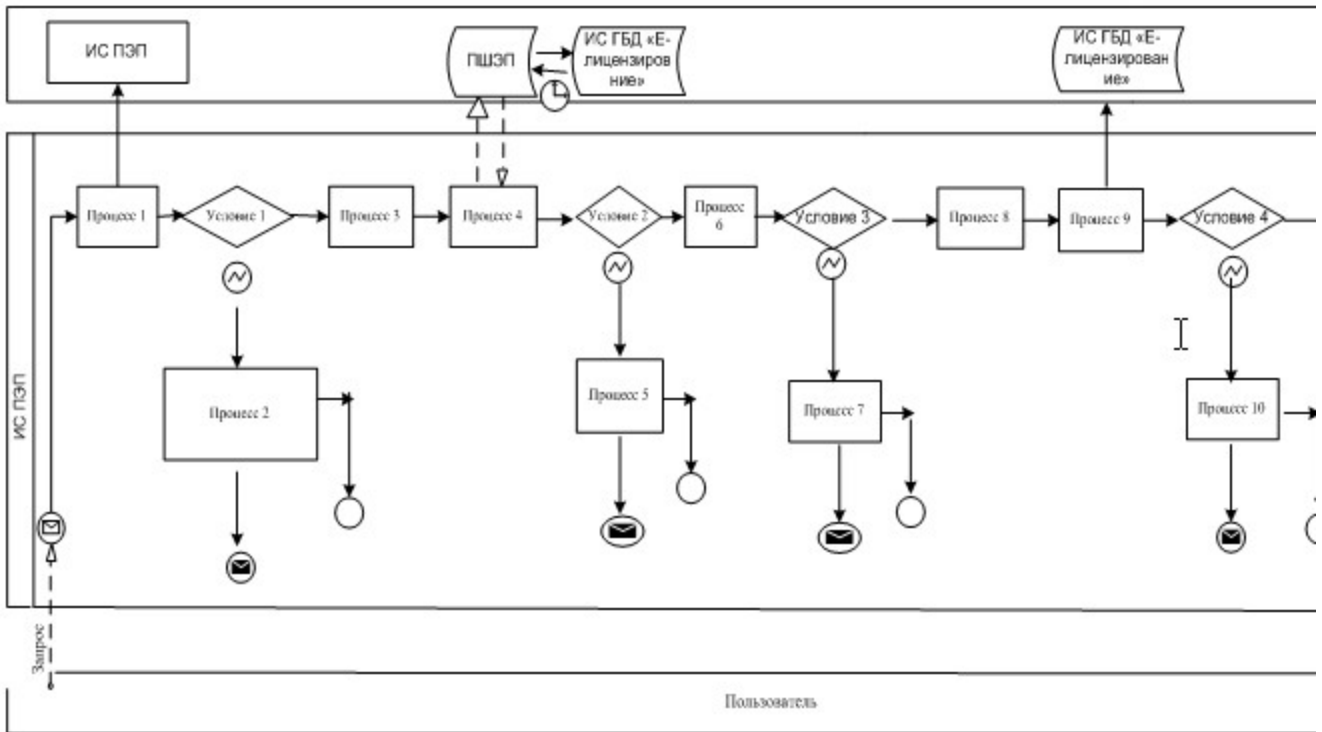 ИС ПЭП
ПШЭП
ИС ГБД «Е-
лицензиров
ние»
ИС ГБД «Е-
лицензирован
ие»
Процесс 1
Условие 1
Процесс 3
Процесс 4
Условие 2
Процесс
6
Условие 3
Процесс 8
Процесс 9
Условие 4
Процесс 2
Процесс 5
Процесс 7
Процесс 10
ИС ПЭП
Запрос
Пользователь